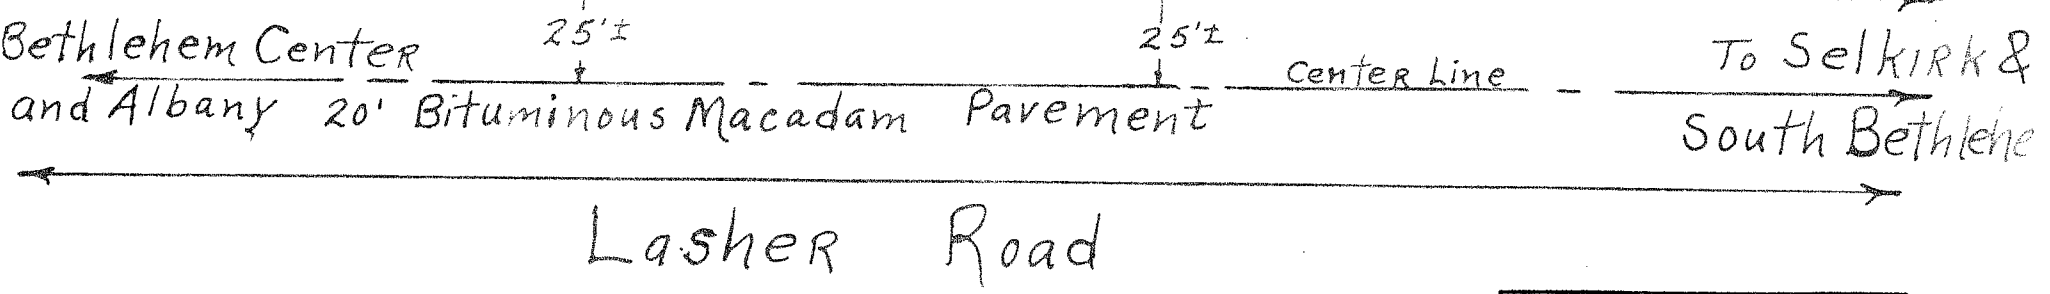 Bethlehem Center 25'± 25'± Center Line To Selkirk &
and Albany 20' Bituminous Macadam Pavement South Bethlehe
Lasher Road